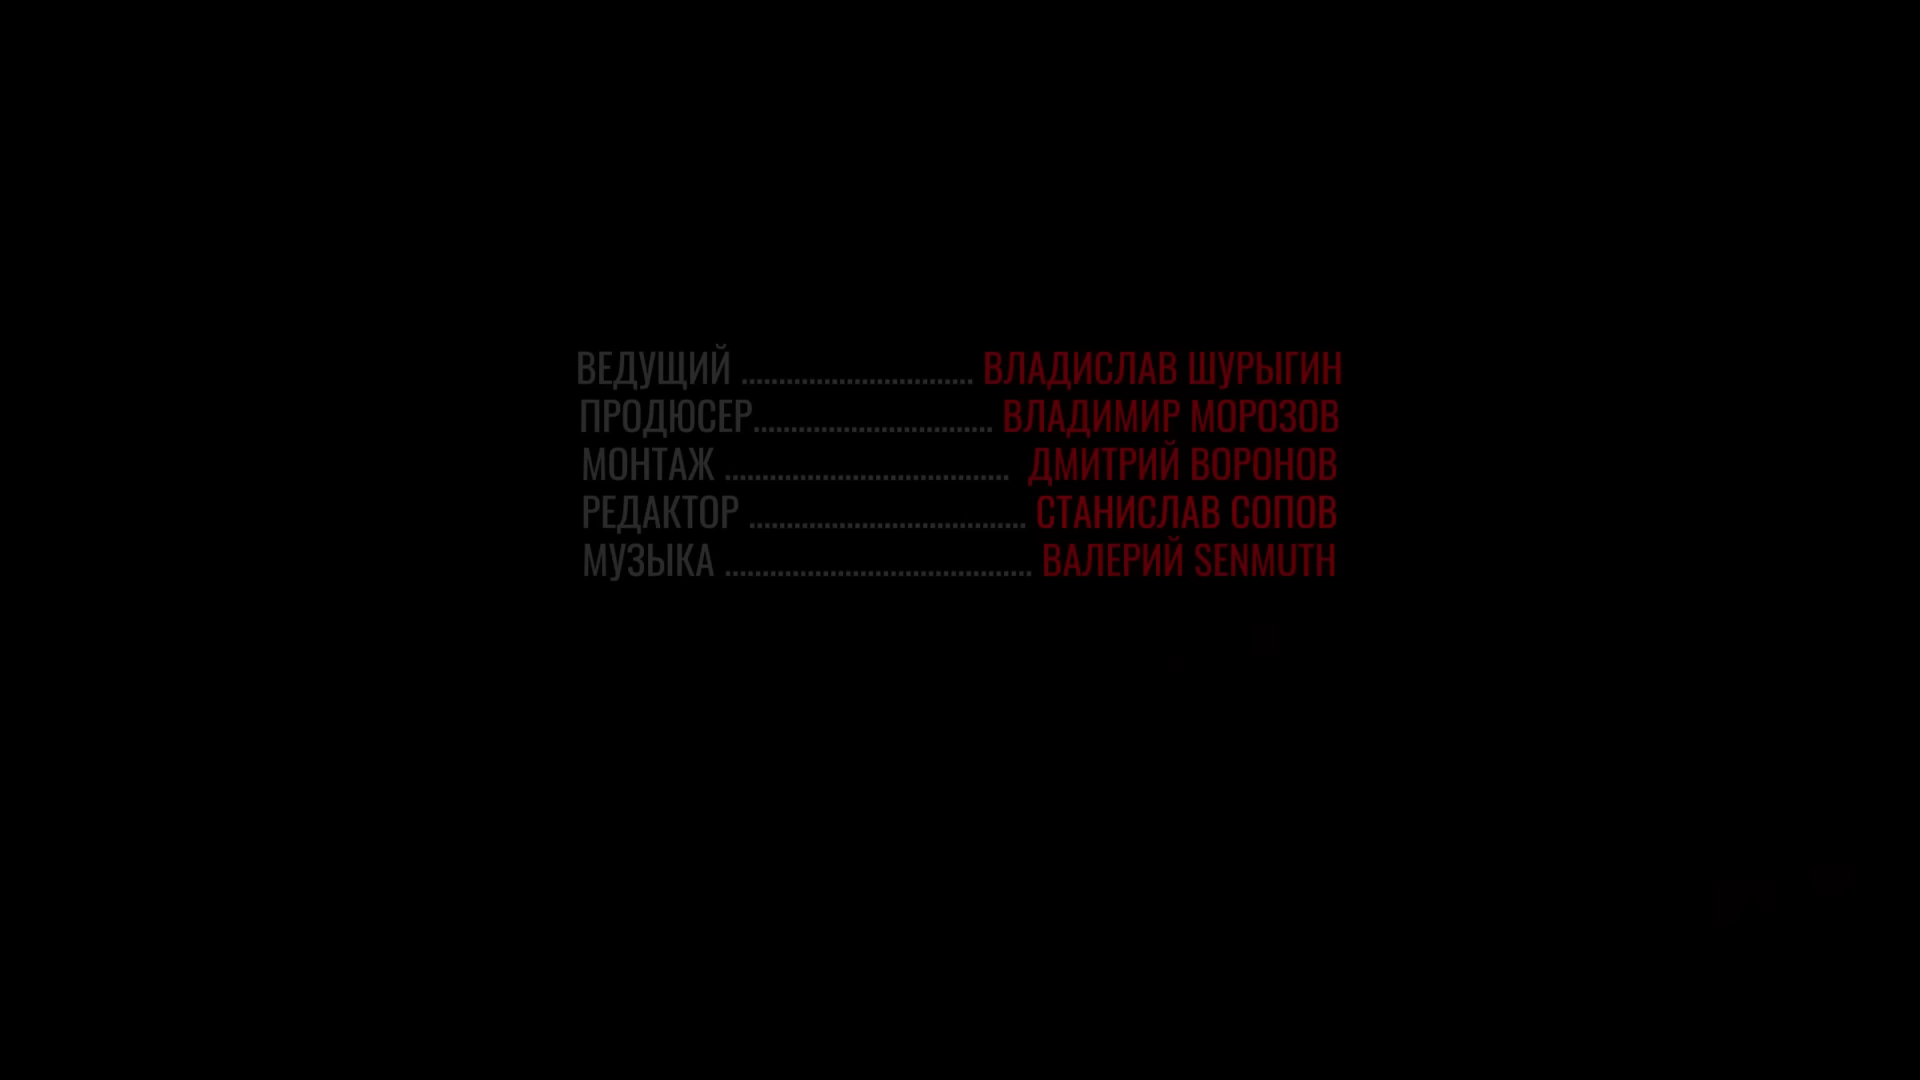 ВЕДУЩИЙ ............................... ВЛАДИСЛАВ ШУРЫГИН
ПРОДЮСЕР................................ ВЛАДИМИР МОРОЗОВ
МОНТАЖ ...................................... ДМИТРИЙ ВОРОНОВ
РЕДАКТОР ..................................... СТАНИСЛАВ СОПОВ
МУЗЫКА ......................................... ВАЛЕРИЙ SENMUTH